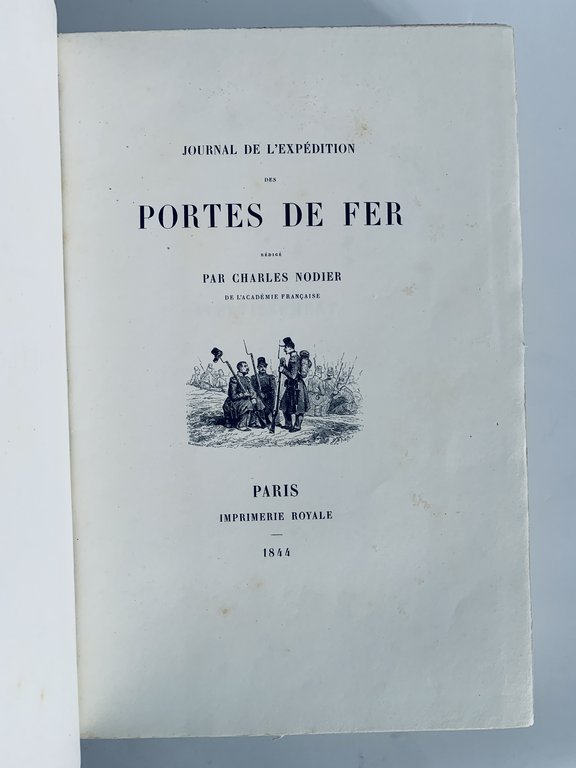 JOURNAL DE L'EXPÉDITION
DES
PORTES DE FER
RÉDIGÉ
PAR CHARLES NODIER
DE L'ACADÉMIE FRANÇAISE
PARIS
IMPRIMERIE ROYALE
1844